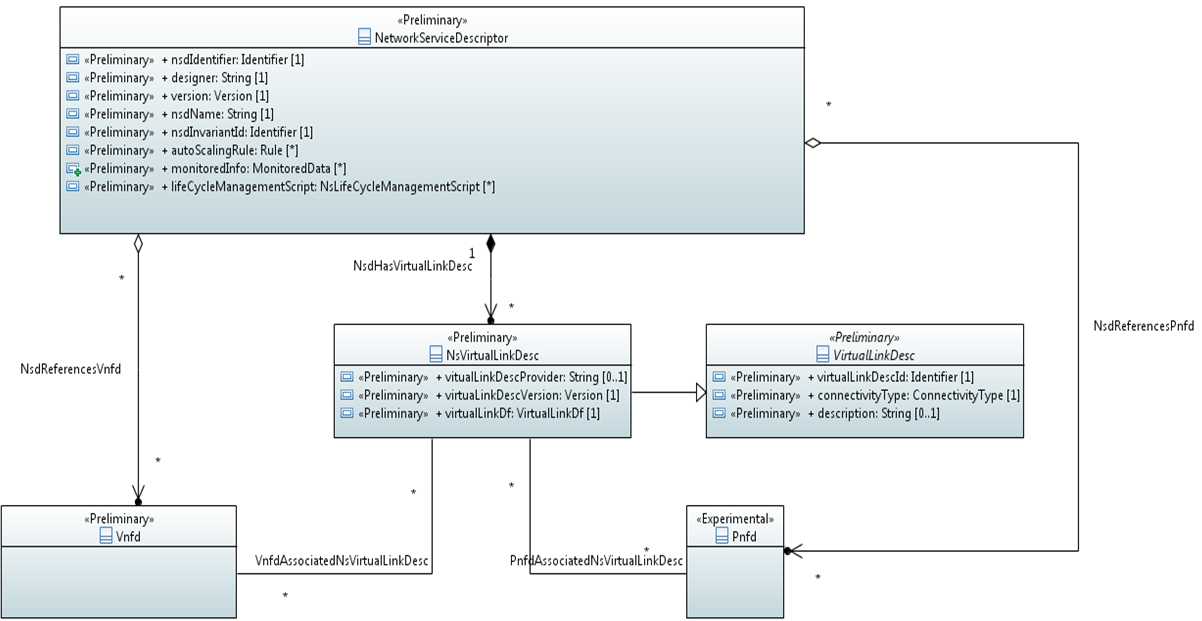 «Preliminary»
NetworkServiceDescriptor
«Preliminary» + nsdIdentifier: Identifier [1]
«Preliminary» + designer: String [1]
«Preliminary» + version: Version [1]
«Preliminary» + nsdName: String [1]
«Preliminary» + nsdInvariantId: Identifier [1]
«Preliminary» + autoScalingRule: Rule [*]
«Preliminary» + monitoredInfo: MonitoredData [*]
«Preliminary» + lifeCycleManagementScript: NsLifeCycleManagementScript [*]
*
*
1
NsdHasVirtualLinkDesc
*
NsdReferencesPnfd
NsdReferencesVnfd
«Preliminary»
NsVirtualLinkDesc
«Preliminary» + vitualLinkDescProvider: String [0..1]
«Preliminary» + virtuaLinkDescVersion: Version [1]
«Preliminary» + virtualLinkDf: VirtualLinkDf [1]
«Preliminary»
VirtualLinkDesc
«Preliminary» + virtualLinkDescId: Identifier [1]
«Preliminary» + connectivityType: ConnectivityType [1]
«Preliminary» + description: String [0..1]
*
*
*
«Preliminary»
Vnfd
VnfdAssociatedNsVirtualLinkDesc
*
*
PnfdAssociatedNsVirtualLinkDesc
«Experimental»
Pnfd
*